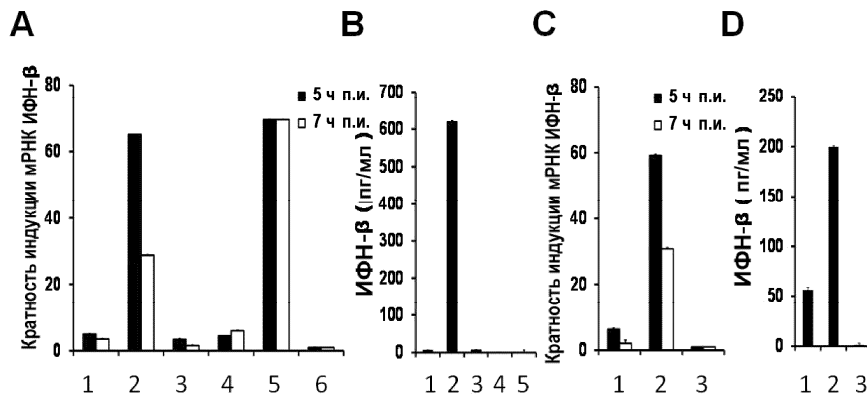 A
B
C
D
Кратность индукции мРНК ИФН-β
80
60
40
20
0
5 ч п.и.
7 ч п.и.
1 2 3 4 5 6
ИФН-β (пг/мл)
700
600
500
400
300
200
100
0
1 2 3 4 5
Кратность индукции мРНК ИФН-β
80
60
40
20
0
5 ч п.и.
7 ч п.и.
1 2 3
ИФН-β ( пг/мл)
250
200
150
100
50
0
1 2 3